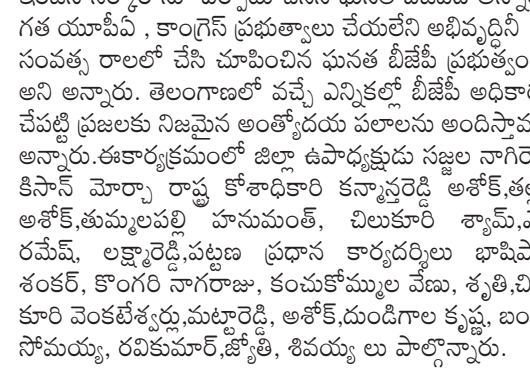 గత యూపీఏ , కాంగ్రెస్ ప్రభుత్వాలు చేయలేని అభివృద్ధినీ
సంవత్స రాలలో చేసి చూపించిన ఘనత బీజేపీ ప్రభుత్వం
అని అన్నారు. తెలంగాణలో వచ్చే ఎన్నికల్లో బీజేపీ
చేపట్టి ప్రజలకు నిజమైన అంత్యోదయ పలాలను
అన్నారు.ఈకార్యక్రమంలో జిల్లా ఉపాధ్యక్షుడు సజ్జల
కిసాన్ మోర్చా రాష్ట్ర కోశాధికారి కన్మాన్తరెడ్డి అశోక్,
అశోక్,తుమ్మలపల్లి హనుమంత్, చిలుకూరి శ్యామ్,
రమేష్, లక్ష్మారెడ్డి,పట్టణ ప్రధాన కార్యదర్శిలు
శంకర్, కొంగరి నాగరాజు, కంచుకోమ్ముల వేణు, శృతి,
కూరి వెంకటేశ్వర్లు,మట్టారెడ్డి, అశోక్,దుండిగాల కృష్ణ,
సోమయ్య, రవికుమార్,జ్యోతి, శివయ్య లు పాల్గొన్నారు.